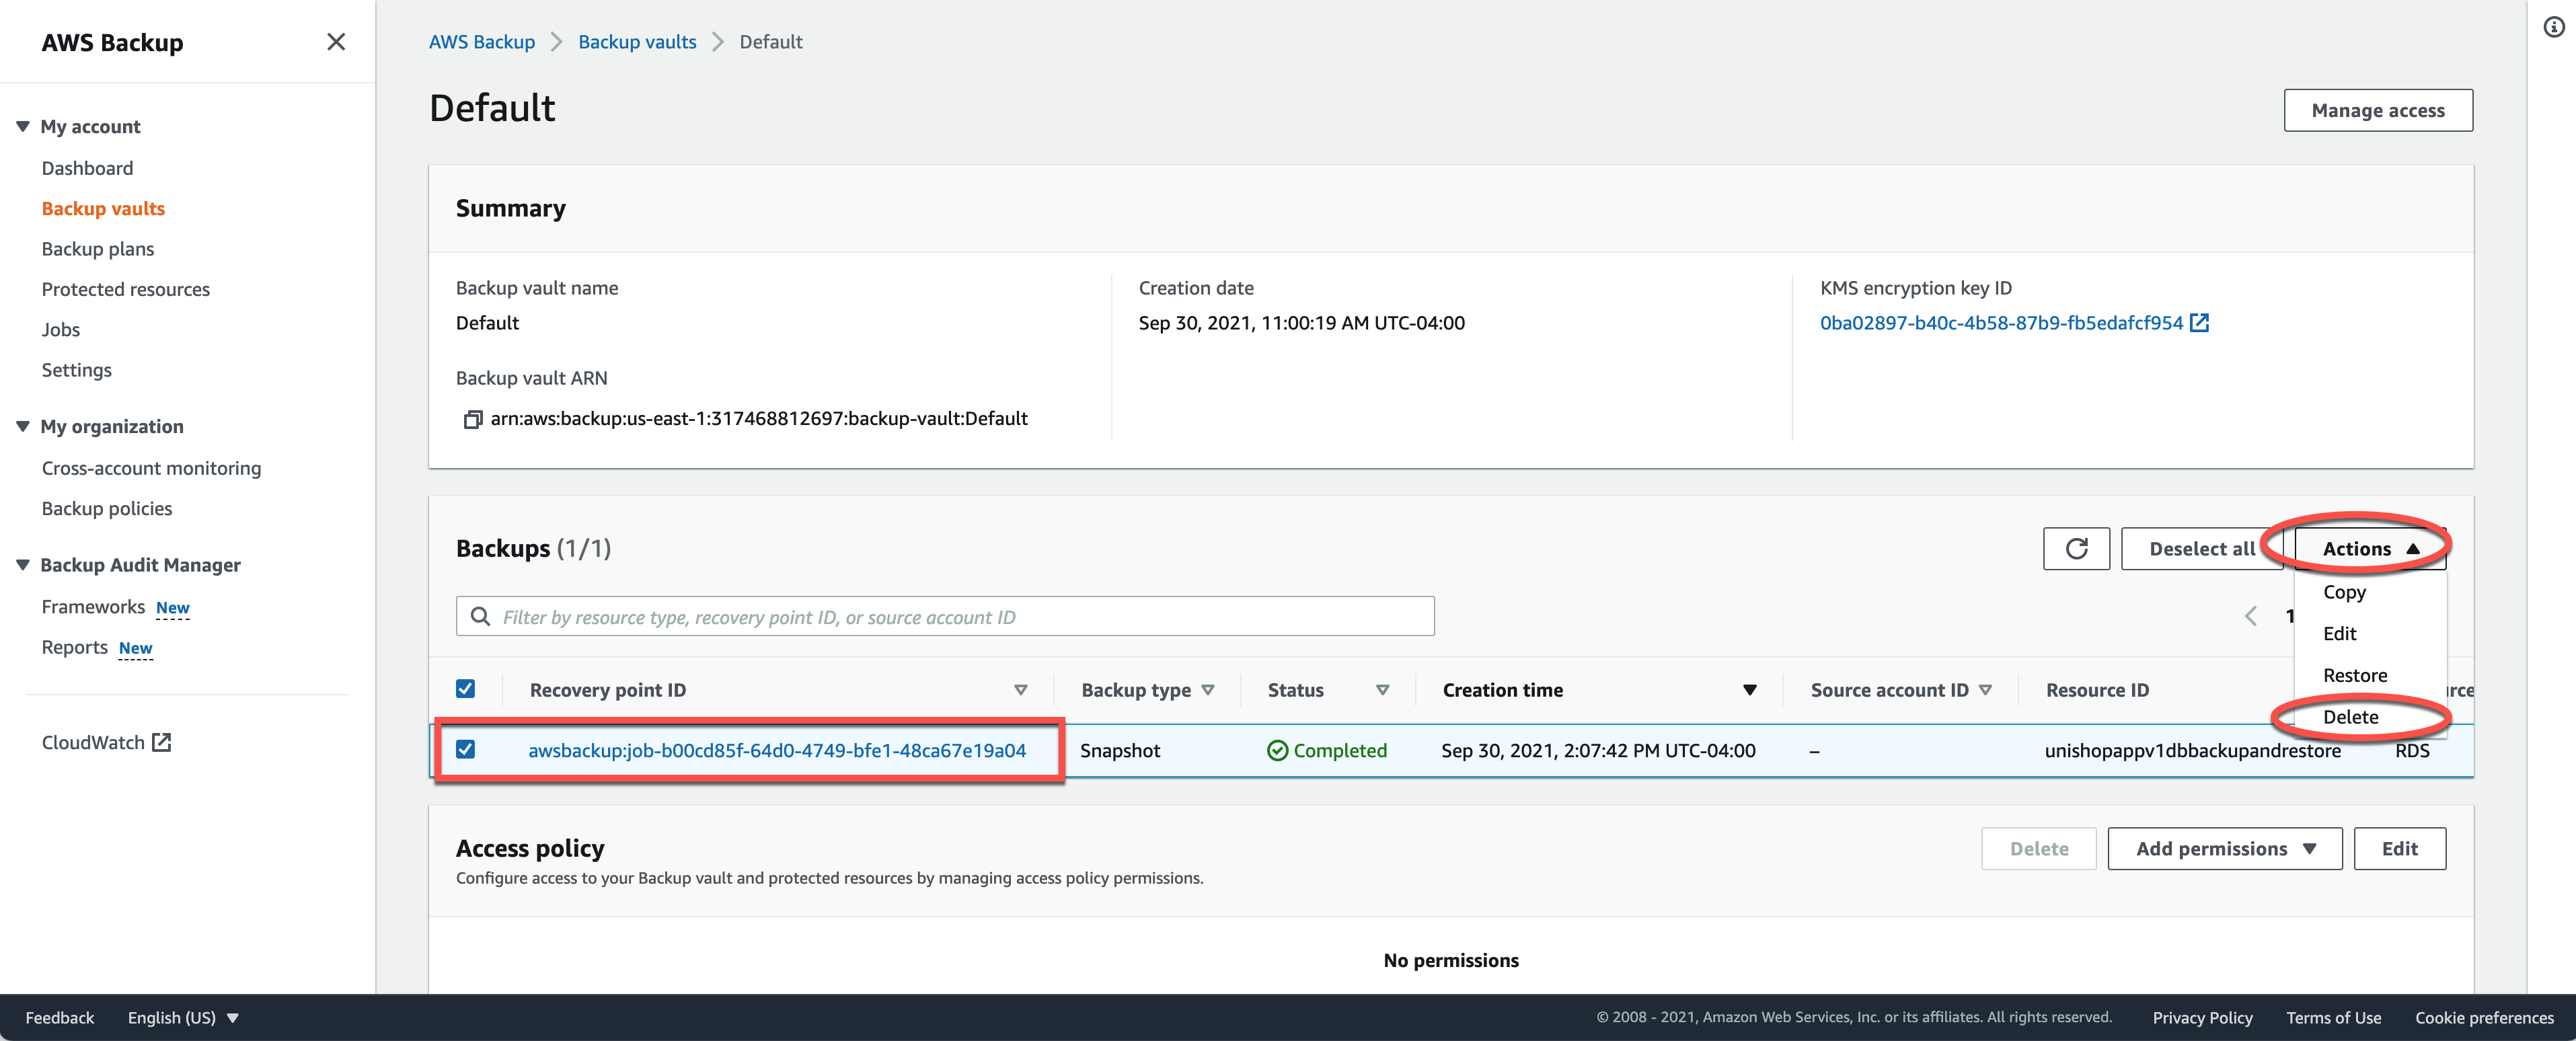 AWS Backup
My account
Dashboard
Backup vaults
Backup plans
Protected resources
Jobs
Settings
My organization
Cross-account monitoring
Backup policies
Backup Audit Manager
Frameworks New
Reports New
CloudWatch
AWS Backup > Backup vaults > Default
Default
Manage access
Summary
Backup vault name
Default
Backup vault ARN
arn:aws:backup:us-east-1:317468812697:backup-vault:Default
Creation date
Sep 30, 2021, 11:00:19 AM UTC-04:00
KMS encryption key ID
0ba02897-b40c-4b58-87b9-fb5edafcf954
Backups (1/1)
Deselect all
Actions
Copy
Edit
Restore
Delete
Filter by resource type, recovery point ID, or source account ID
1
Recovery point ID Backup type Status Creation time Source account ID Resource ID
awsbackup:job-b00cd85f-64d0-4749-bfe1-48ca67e19a04 Snapshot Completed Sep 30, 2021, 2:07:42 PM UTC-04:00 – unishopappv1dbbackupandrestore RDS
Access policy
Configure access to your Backup vault and protected resources by managing access policy permissions.
Delete Add permissions Edit
No permissions
Feedback English (US) © 2008 - 2021, Amazon Web Services, Inc. or its affiliates. All rights reserved. Privacy Policy Terms of Use Cookie preferences